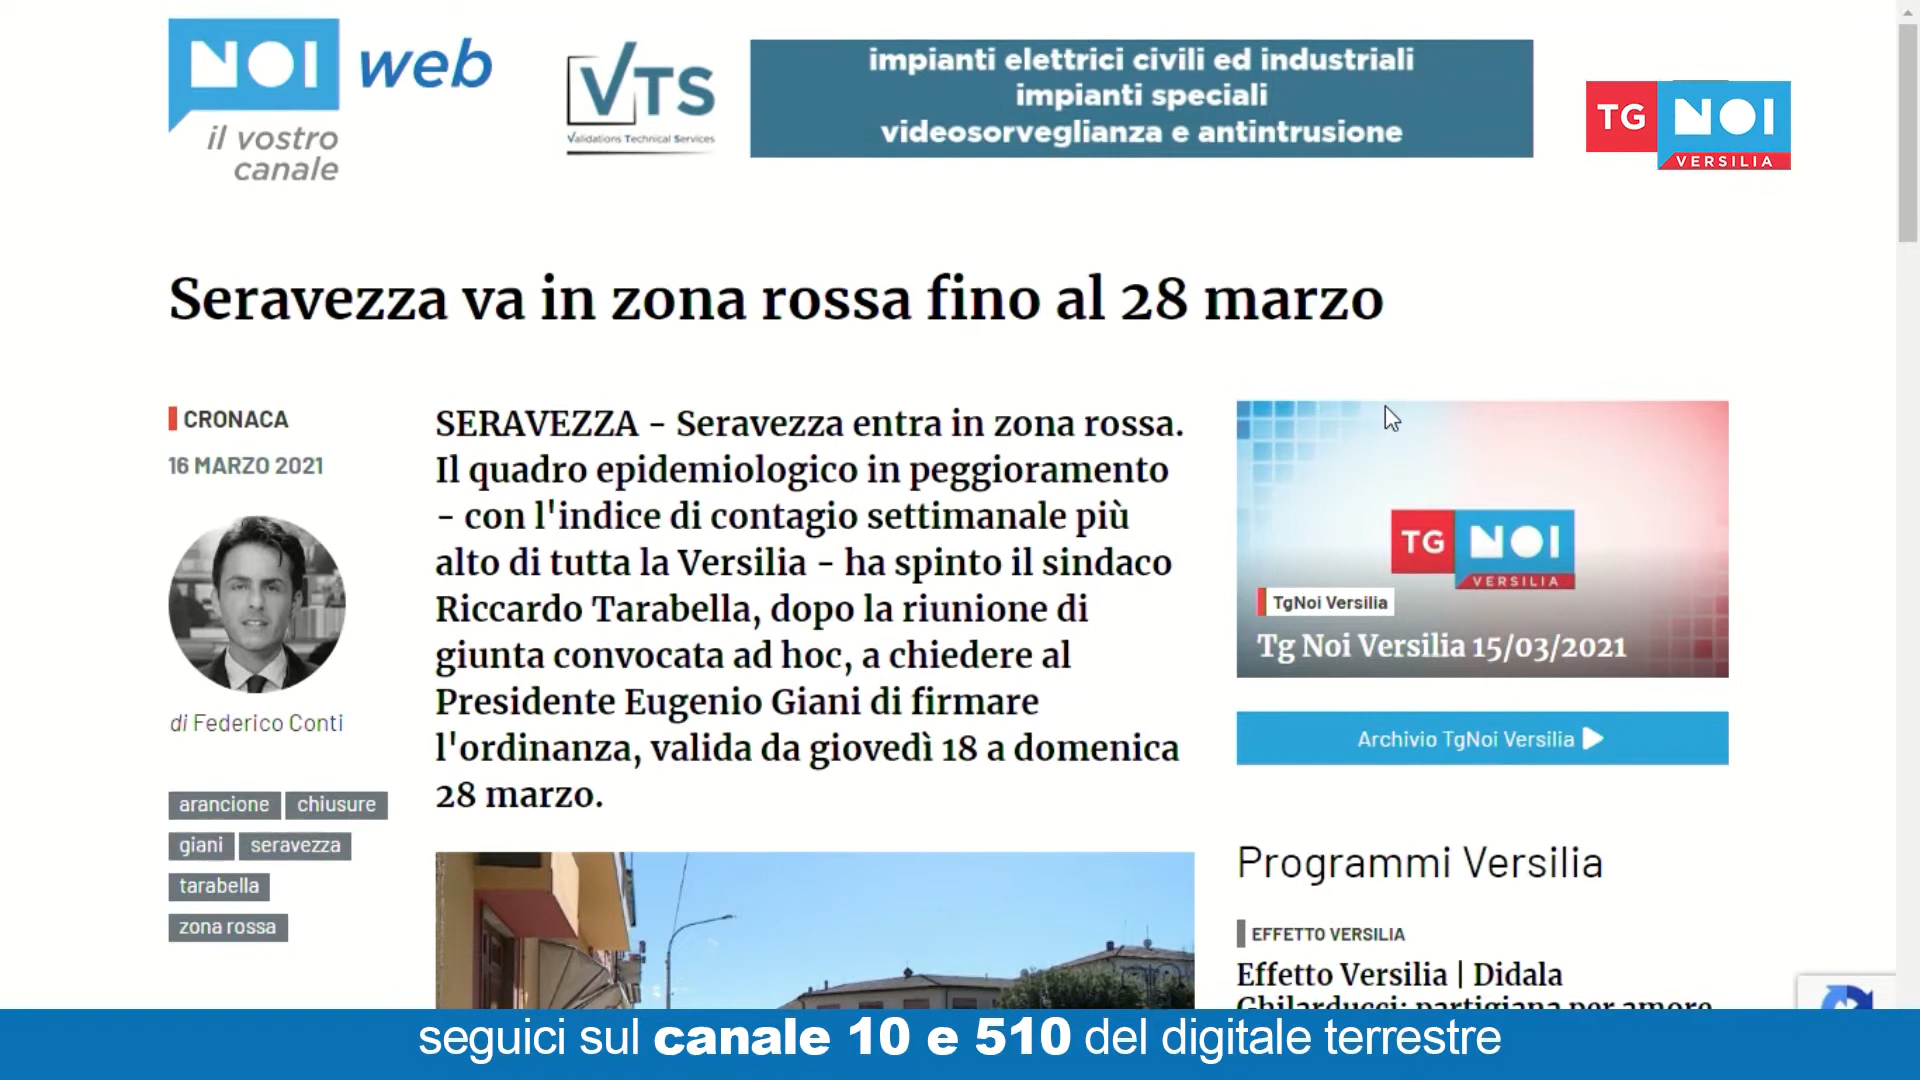 NOI web
il vostro
canale
VTS
Validations Technical Services
impianti elettrici civili ed industriali
impianti speciali
videosorveglianza e antintrusione
TG NOI
VERSILIA
Seravezza va in zona rossa fino al 28 marzo
CRONACA
16 MARZO 2021
di Federico Conti
arancione chiusure
giani seravezza
tarabella
zona rossa
SERAVEZZA - Seravezza entra in zona rossa.
Il quadro epidemiologico in peggioramento
- con l'indice di contagio settimanale più
alto di tutta la Versilia - ha spinto il sindaco
Riccardo Tarabella, dopo la riunione di
giunta convocata ad hoc, a chiedere al
Presidente Eugenio Giani di firmare
l'ordinanza, valida da giovedì 18 a domenica
28 marzo.
TG NOI
VERSILIA
TgNoi Versilia
Tg Noi Versilia 15/03/2021
Archivio TgNoi Versilia
Programmi Versilia
EFFETTO VERSILIA
Effetto Versilia | Didala
Ghilarducci: partigiana per amore
seguici sul canale 10 e 510 del digitale terrestre